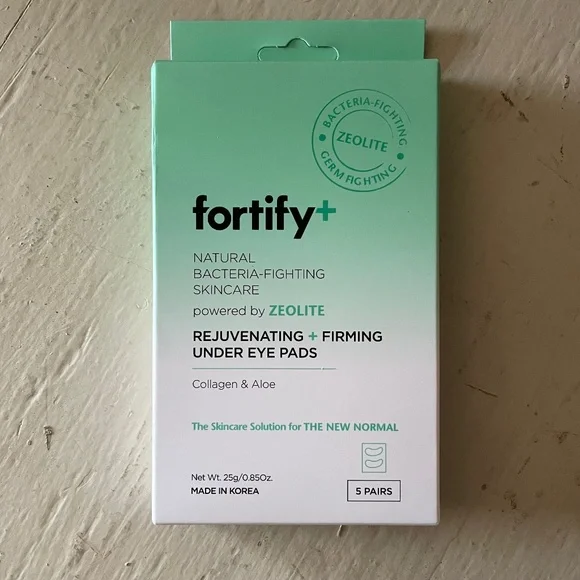 BACTERIA-FIGHTING
ZEOLITE
GERM FIGHTING
fortify+
NATURAL
BACTERIA-FIGHTING
SKINCARE
powered by ZEOLITE
REJUVENATING + FIRMING
UNDER EYE PADS
Collagen & Aloe
The Skincare Solution for THE NEW NORMAL
Net Wt. 25g/0.85Oz.
MADE IN KOREA
5 PAIRS